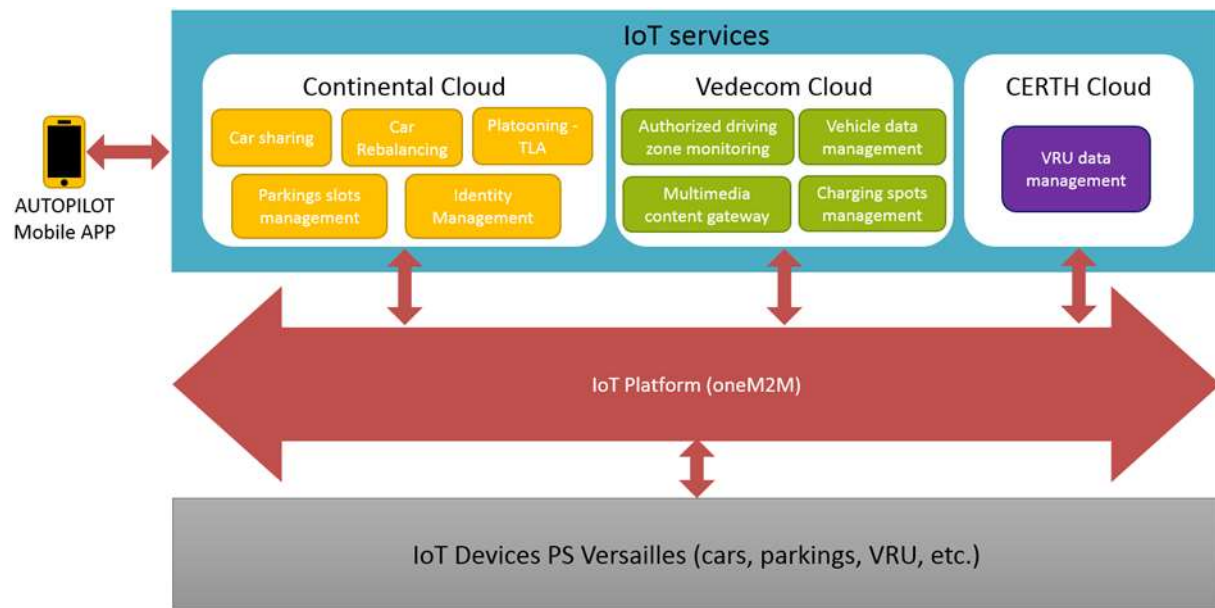 IoT services
Continental Cloud
Car sharing
Car
Rebalancing
Platooning -
TLA
Parkings slots
management
Identity
Management
Vedecom Cloud
Authorized driving
zone monitoring
Vehicle data
management
Multimedia
content gateway
Charging spots
management
CERTH Cloud
VRU data
management
AUTOPILOT
Mobile APP
IoT Platform (oneM2M)
IoT Devices PS Versailles (cars, parkings, VRU, etc.)